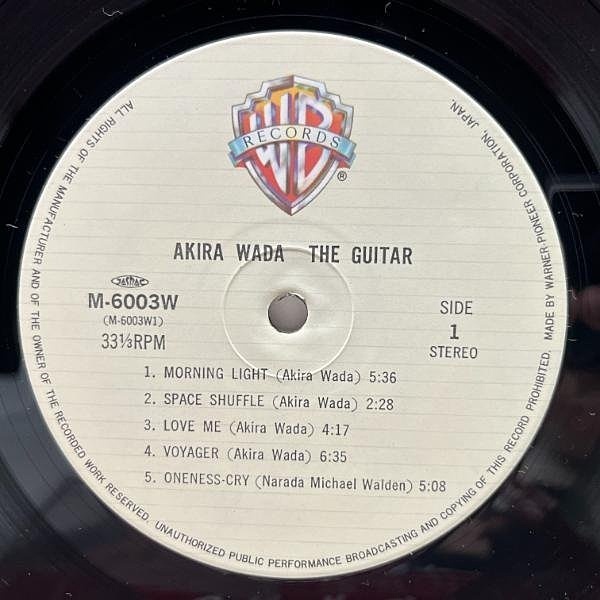 WB
RECORDS
®
AKIRA WADA THE GUITAR
JASRAC
M-6003W
(M-6003W1)
33⅓RPM
SIDE
1
STEREO
1. MORNING LIGHT (Akira Wada) 5:36
2. SPACE SHUFFLE (Akira Wada) 2:28
3. LOVE ME (Akira Wada) 4:17
4. VOYAGER (Akira Wada) 6:35
5. ONENESS-CRY (Narada Michael Walden) 5:08
ALL RIGHTS OF THE MANUFACTURER AND OF THE OWNER OF THE RECORDED WORK RESERVED. UNAUTHORIZED PUBLIC PERFORMANCE BROADCASTING AND COPYING OF THIS RECORD PROHIBITED. MADE BY WARNER-PIONEER CORPORATION, JAPAN.